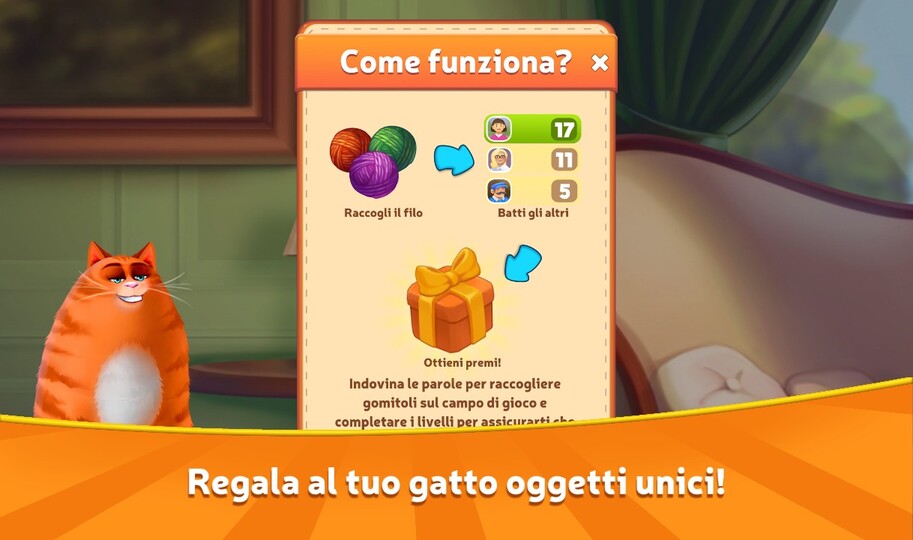 Come funziona?
17
11
5
Raccogli il filo
Batti gli altri
Ottieni premi!
Indovina le parole per raccogliere
gomitoli sul campo di gioco e
completare i livelli per assicurarti che
Regala al tuo gatto oggetti unici!